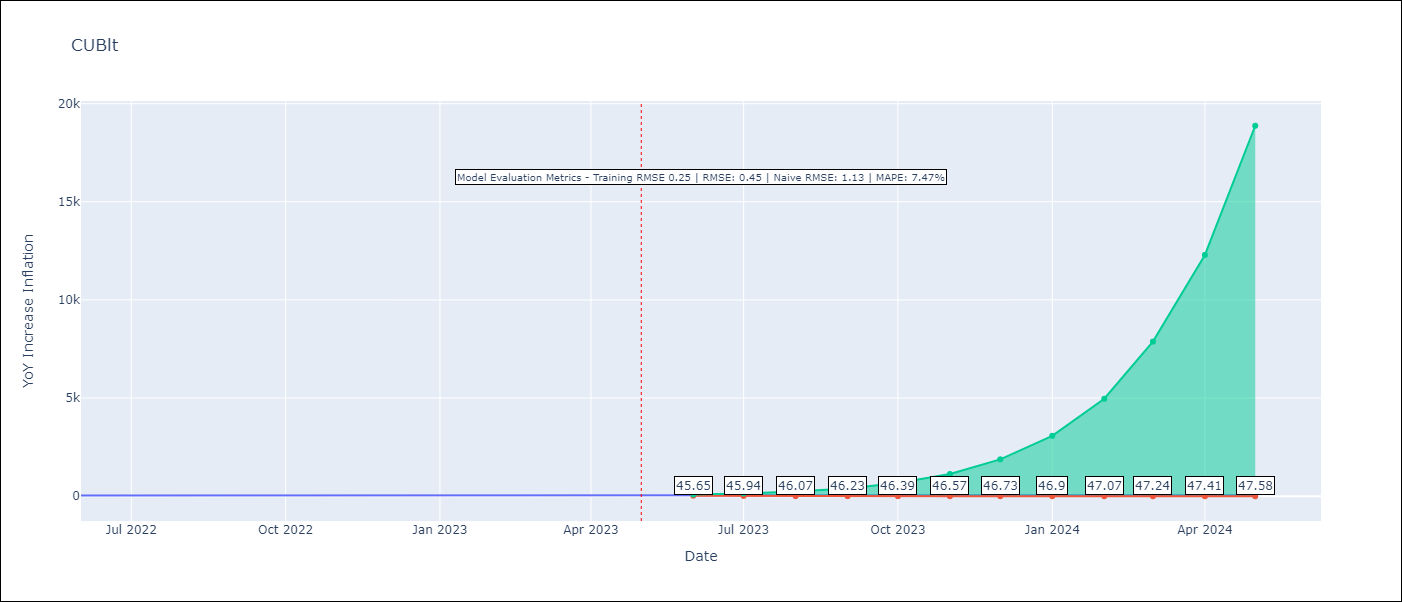 CUBlt
20k
Model Evaluation Metrics - Training RMSE 0.25 | RMSE: 0.45 | Naive RMSE: 1.13 | MAPE: 7.47%
15k
10k
5k
0
YoY Increase Inflation
45.65 45.94 46.07 46.23 46.39 46.57 46.73 46.9 47.07 47.24 47.41 47.58
Jul 2022 Oct 2022 Jan 2023 Apr 2023 Jul 2023 Oct 2023 Jan 2024 Apr 2024
Date